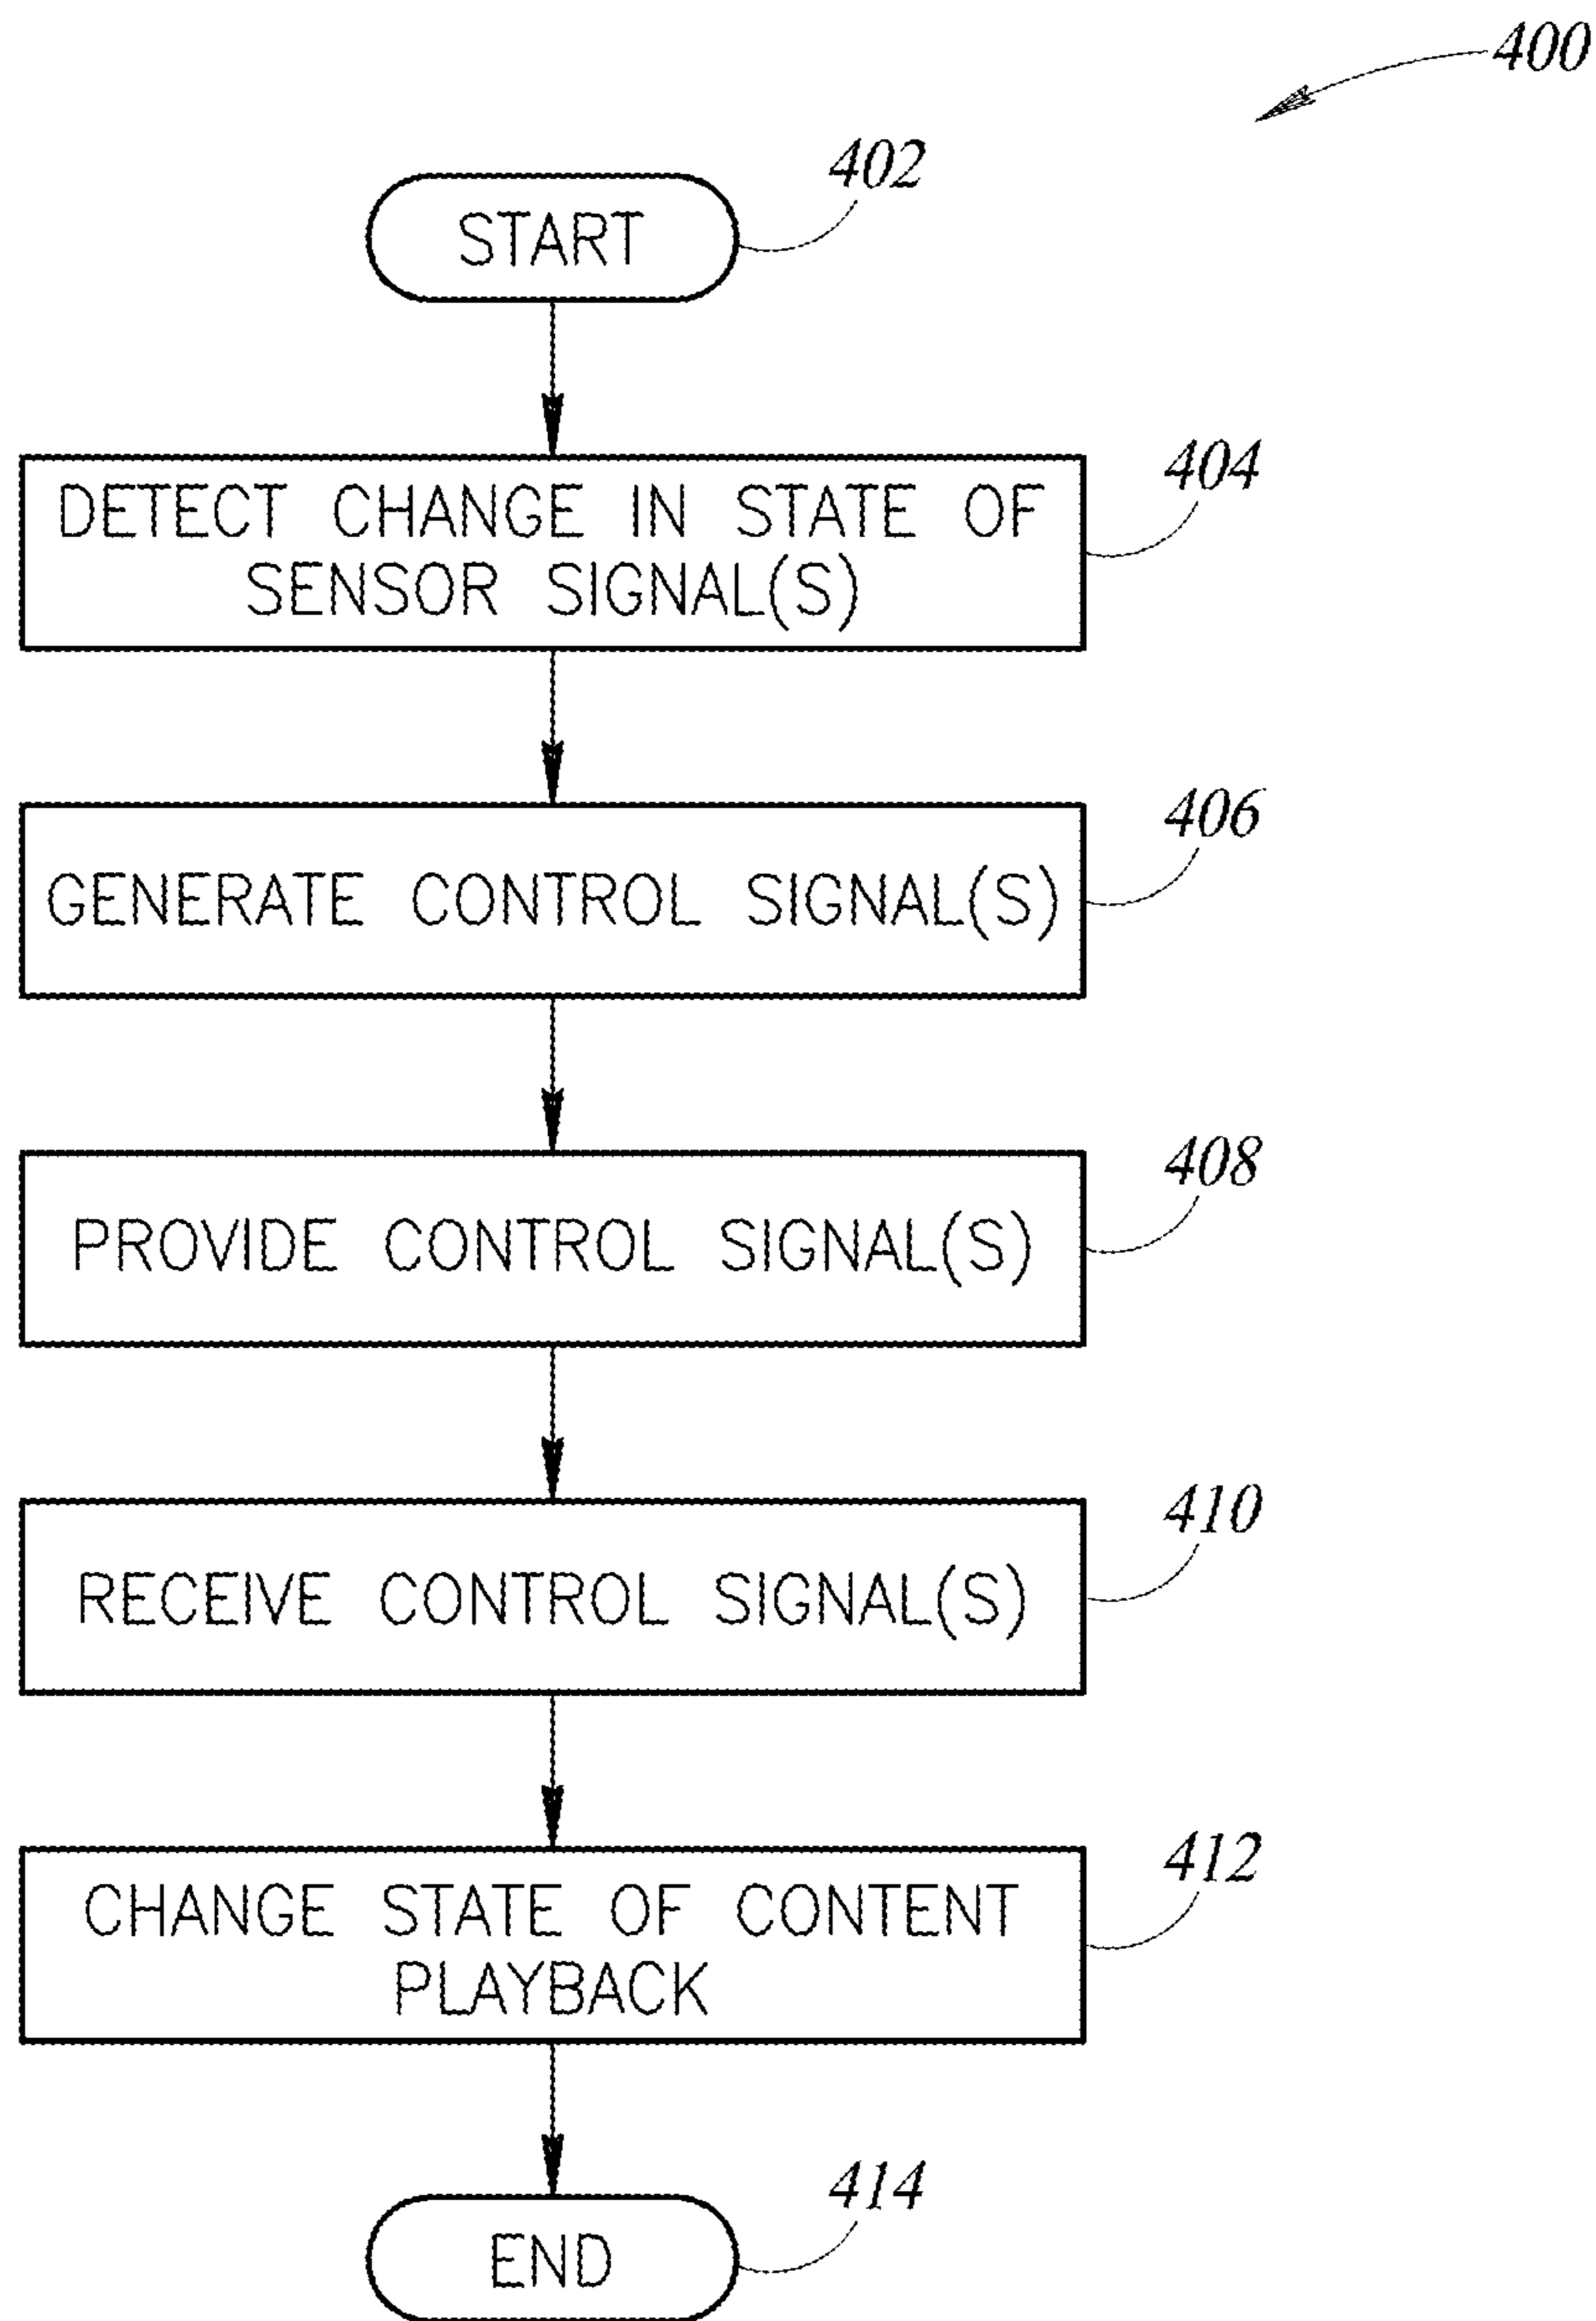 400
402
START
404
DETECT CHANGE IN STATE OF
SENSOR SIGNAL(S)
406
GENERATE CONTROL SIGNAL(S)
408
PROVIDE CONTROL SIGNAL(S)
410
RECEIVE CONTROL SIGNAL(S)
412
CHANGE STATE OF CONTENT
PLAYBACK
414
END